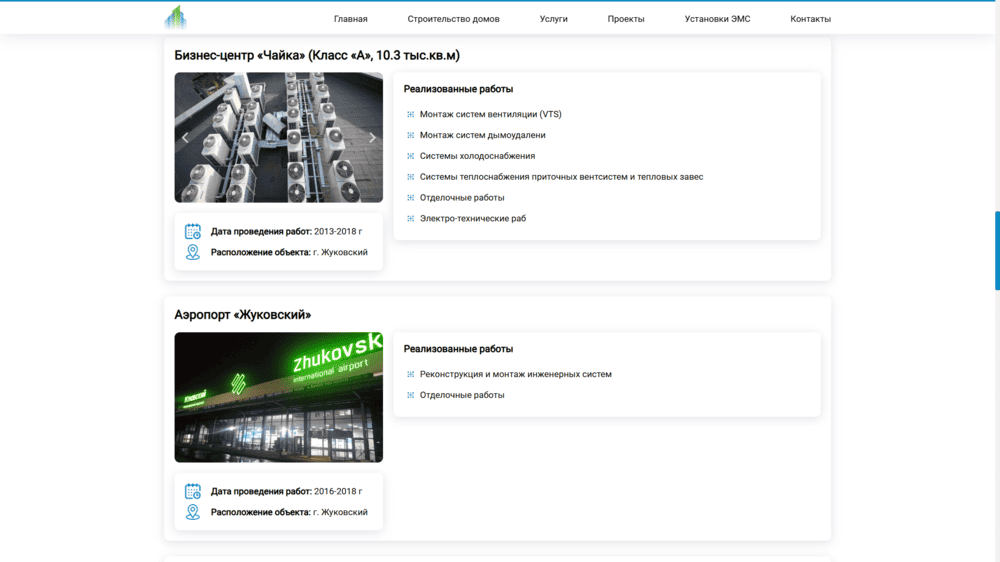 Главная Строительство домов Услуги Проекты Установки ЭМС Контакты
Бизнес-центр «Чайка» (Класс «А», 10.3 тыс.кв.м)
Реализованные работы
Монтаж систем вентиляции (VTS)
Монтаж систем дымоудалени
Системы холодоснабжения
Системы теплоснабжения приточных вентсистем и тепловых завес
Отделочные работы
Электро-технические раб
Дата проведения работ: 2013-2018 г
Расположение объекта: г. Жуковский
Аэропорт «Жуковский»
Zhukovsk
international airport
Реализованные работы
Реконструкция и монтаж инженерных систем
Отделочные работы
Дата проведения работ: 2016-2018 г
Расположение объекта: г. Жуковский